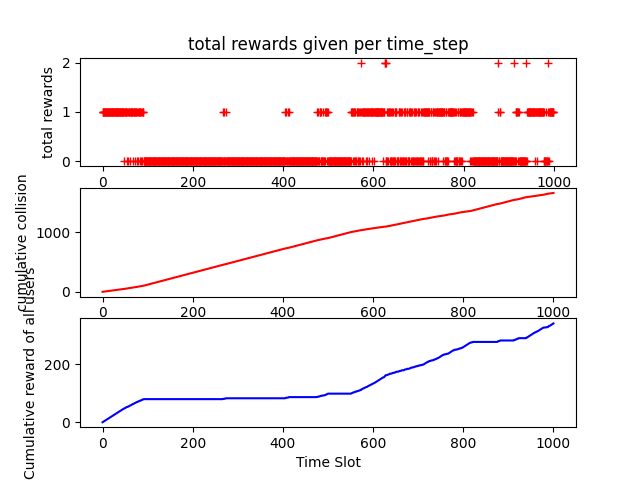 total rewards given per time_step
total rewards
2
1
0
0 200 400 600 800 1000
cumulative collision
1000
0
0 200 400 600 800 1000
Cumulative reward of all users
200
0
0 200 400 600 800 1000
Time Slot